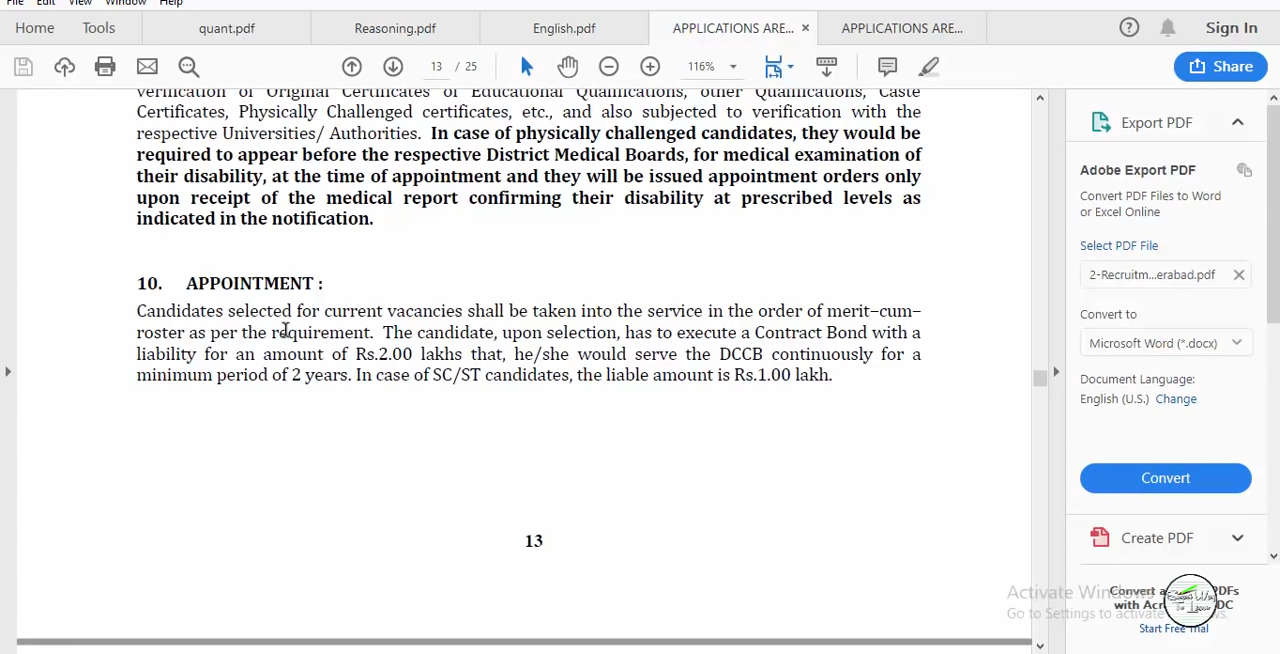 File Edit View Window Help
Home Tools quant.pdf Reasoning.pdf English.pdf APPLICATIONS ARE... × APPLICATIONS ARE... Sign In
13 / 25 116% Share
verification of Original Certificates of Educational Qualifications, other Qualifications, Caste
Certificates, Physically Challenged certificates, etc., and also subjected to verification with the
respective Universities/ Authorities. In case of physically challenged candidates, they would be
required to appear before the respective District Medical Boards, for medical examination of
their disability, at the time of appointment and they will be issued appointment orders only
upon receipt of the medical report confirming their disability at prescribed levels as
indicated in the notification.
10. APPOINTMENT :
Candidates selected for current vacancies shall be taken into the service in the order of merit–cum–
roster as per the requirement. The candidate, upon selection, has to execute a Contract Bond with a
liability for an amount of Rs.2.00 lakhs that, he/she would serve the DCCB continuously for a
minimum period of 2 years. In case of SC/ST candidates, the liable amount is Rs.1.00 lakh.
13
Export PDF
Adobe Export PDF
Convert PDF Files to Word
or Excel Online
Select PDF File
2-Recruitm...erabad.pdf
Convert to
Microsoft Word (*.docx)
Document Language:
English (U.S.) Change
Convert
Create PDF
Convert a PDFs
with Acr DC
Start Free Trial
Activate Windows
Go to Settings to activate